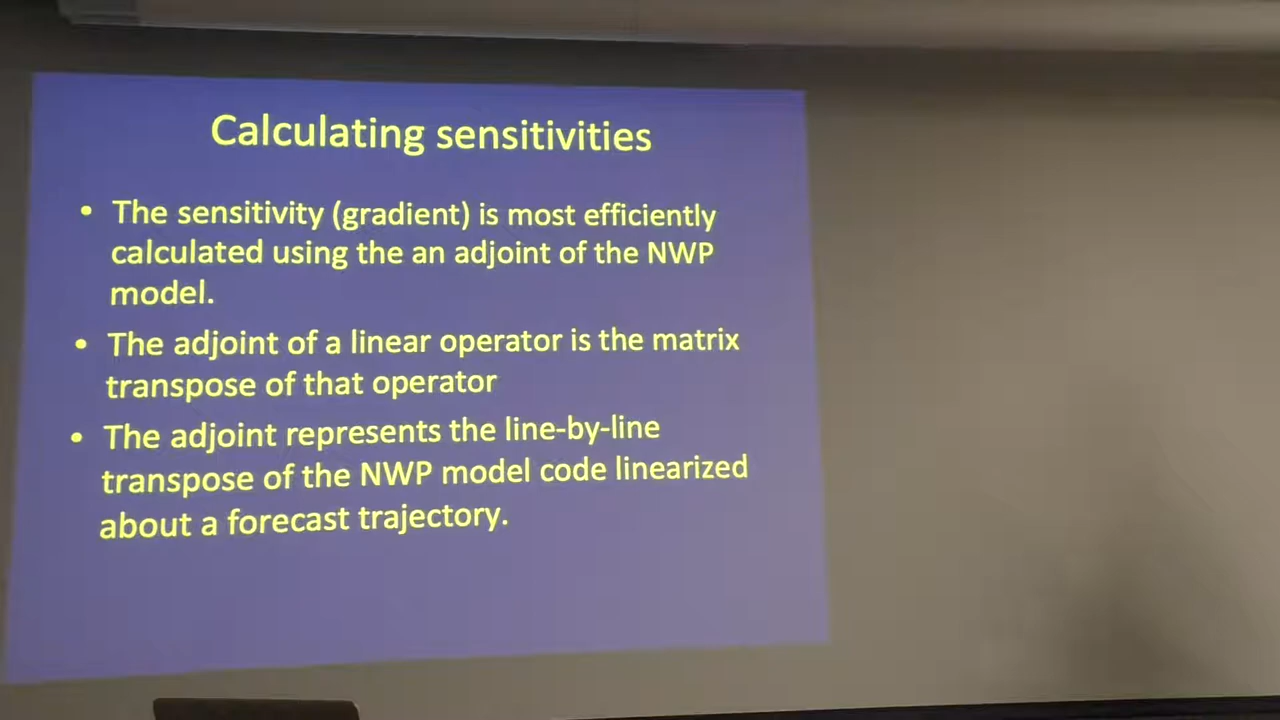 Calculating sensitivities
• The sensitivity (gradient) is most efficiently
calculated using the an adjoint of the NWP
model.
• The adjoint of a linear operator is the matrix
transpose of that operator
• The adjoint represents the line-by-line
transpose of the NWP model code linearized
about a forecast trajectory.